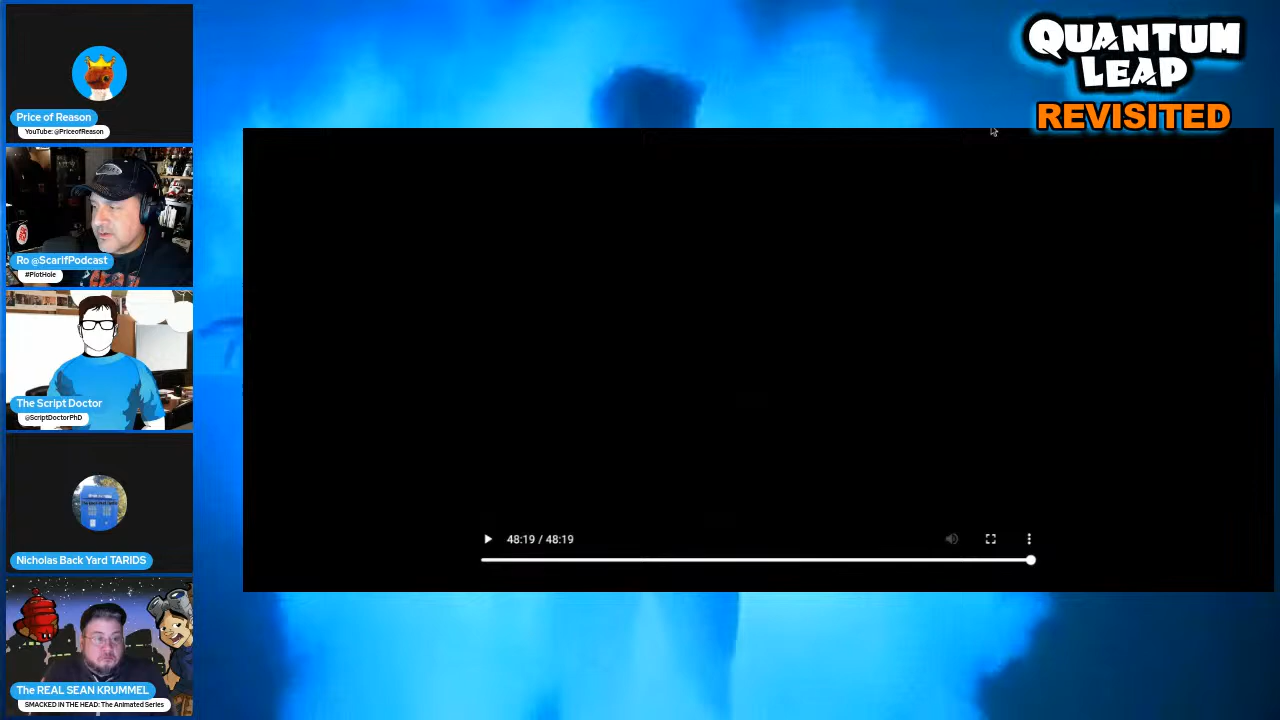 Price of Reason
YouTube: @PriceofReason
Ro @ScarifPodcast
#PlotHole
The Script Doctor
@ScriptDoctorPhD
Nicholas Back Yard TARIDS
The REAL SEAN KRUMMEL
SMACKED IN THE HEAD: The Animated Series
QUANTUM
LEAP
REVISITED
48:19 / 48:19